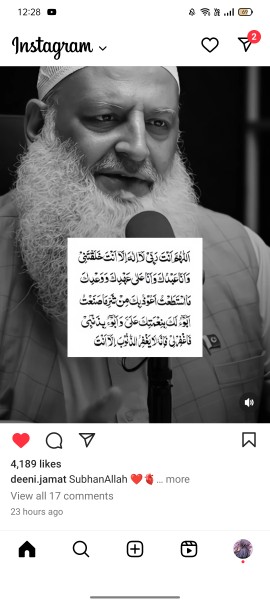 12:28
Instagram
2
اَللّٰهُمَّ اَنْتَ رَبِّيْ لَاۤ اِلٰهَ اِلَّاۤ اَنْتَ خَلَقْتَنِيْ
وَاَنَا عَبْدُكَ وَاَنَا عَلٰى عَهْدِكَ وَوَعْدِكَ
مَا اسْتَطَعْتُ اَعُوْذُ بِكَ مِنْ شَرِّ مَا صَنَعْتُ
اَبُوْٓءُ لَكَ بِنِعْمَتِكَ عَلَيَّ وَاَبُوْٓءُ بِذَنْۢبِيْ
فَاغْفِرْلِيْ فَاِنَّهٗ لَا يَغْفِرُ الذُّنُوْبَ اِلَّاۤ اَنْتَ
4,189 likes
deeni.jamat SubhanAllah ❤️🫀... more
View all 17 comments
23 hours ago